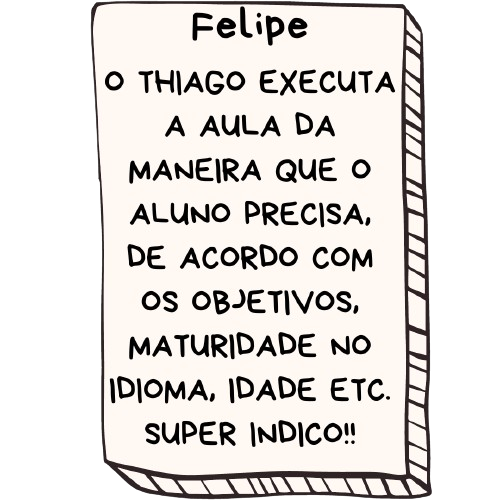 Felipe
O THIAGO EXECUTA
A AULA DA
MANEIRA QUE O
ALUNO PRECISA,
DE ACORDO COM
OS OBJETIVOS,
MATURIDADE NO
IDIOMA, IDADE ETC.
SUPER INDICO!!